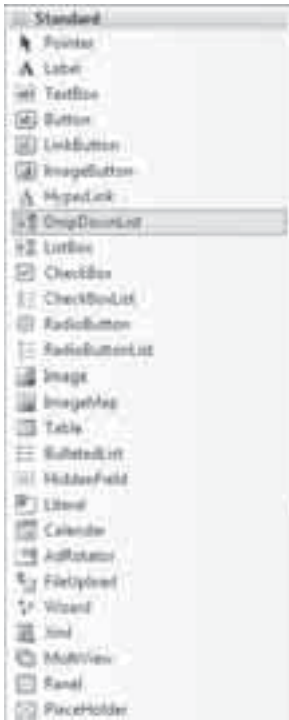 Standard
Pointer
Label
TextBox
Button
LinkButton
ImageButton
HyperLink
DropDownList
ListBox
CheckBox
CheckBoxList
RadioButton
RadioButtonList
Image
ImageMap
Table
BulletedList
HiddenField
Literal
Calendar
AdRotator
FileUpload
Wizard
Xml
MultiView
Panel
PlaceHolder